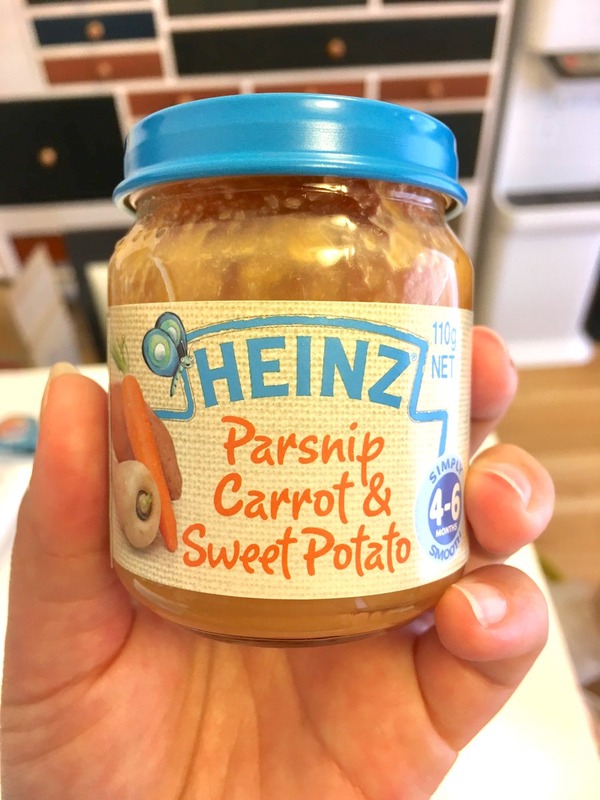 HEINZ®
110g
NET
Parsnip
Carrot &
Sweet Potato
SIMPLY
4-6
MONTHS
SMOOTH